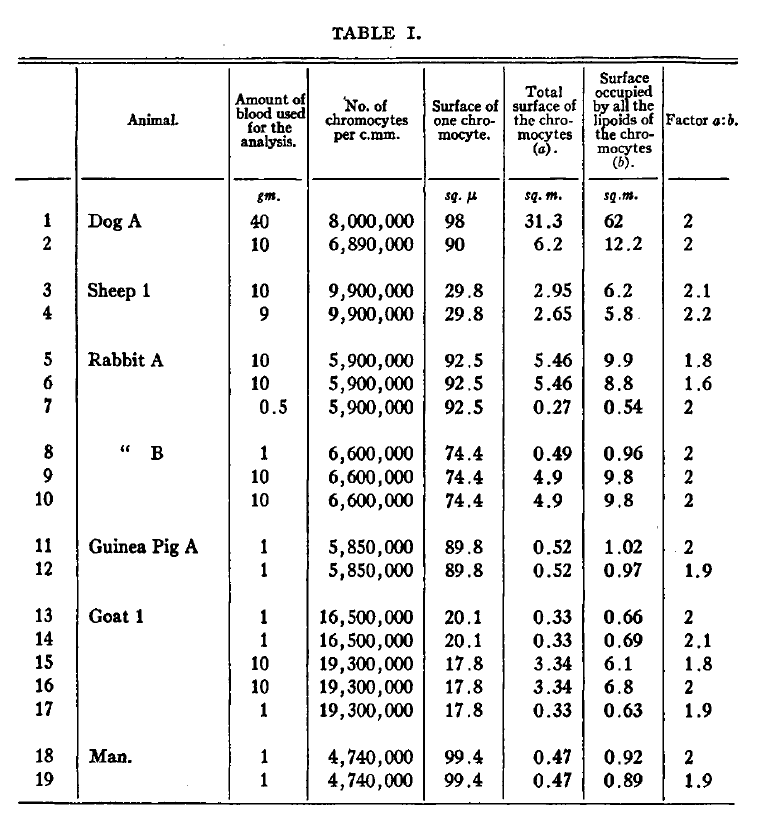 TABLE I.
Animal. Amount of blood used for the analysis. No. of chromocytes per c.mm. Surface of one chromocyte. Total surface of the chromocytes (a). Surface occupied by all the lipoids of the chromocytes (b). Factor a:b.
gm. sq. μ sq. m. sq.m.
1 Dog A 40 8,000,000 98 31.3 62 2
2 10 6,890,000 90 6.2 12.2 2
3 Sheep 1 10 9,900,000 29.8 2.95 6.2 2.1
4 9 9,900,000 29.8 2.65 5.8 2.2
5 Rabbit A 10 5,900,000 92.5 5.46 9.9 1.8
6 10 5,900,000 92.5 5.46 8.8 1.6
7 0.5 5,900,000 92.5 0.27 0.54 2
8 “ B 1 6,600,000 74.4 0.49 0.96 2
9 10 6,600,000 74.4 4.9 9.8 2
10 10 6,600,000 74.4 4.9 9.8 2
11 Guinea Pig A 1 5,850,000 89.8 0.52 1.02 2
12 1 5,850,000 89.8 0.52 0.97 1.9
13 Goat 1 1 16,500,000 20.1 0.33 0.66 2
14 1 16,500,000 20.1 0.33 0.69 2.1
15 10 19,300,000 17.8 3.34 6.1 1.8
16 10 19,300,000 17.8 3.34 6.8 2
17 1 19,300,000 17.8 0.33 0.63 1.9
18 Man. 1 4,740,000 99.4 0.47 0.92 2
19 1 4,740,000 99.4 0.47 0.89 1.9